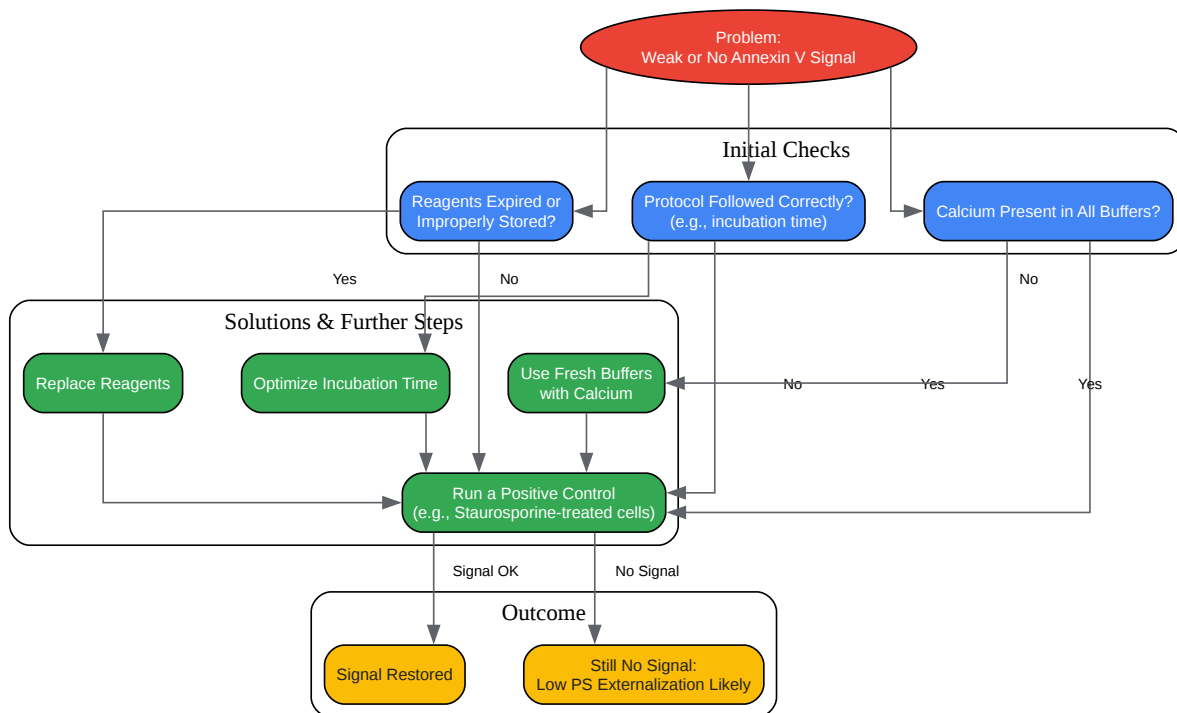 Problem:
Weak or No Annexin V Signal
Initial Checks
Reagents Expired or
Improperly Stored?
Protocol Followed Correctly?
(e.g., incubation time)
Calcium Present in All Buffers?
Yes
No
No
Solutions & Further Steps
Replace Reagents
Optimize Incubation Time
Use Fresh Buffers
with Calcium
No
Yes
Yes
Run a Positive Control
(e.g., Staurosporine-treated cells)
Signal OK
No Signal
Outcome
Signal Restored
Still No Signal:
Low PS Externalization Likely